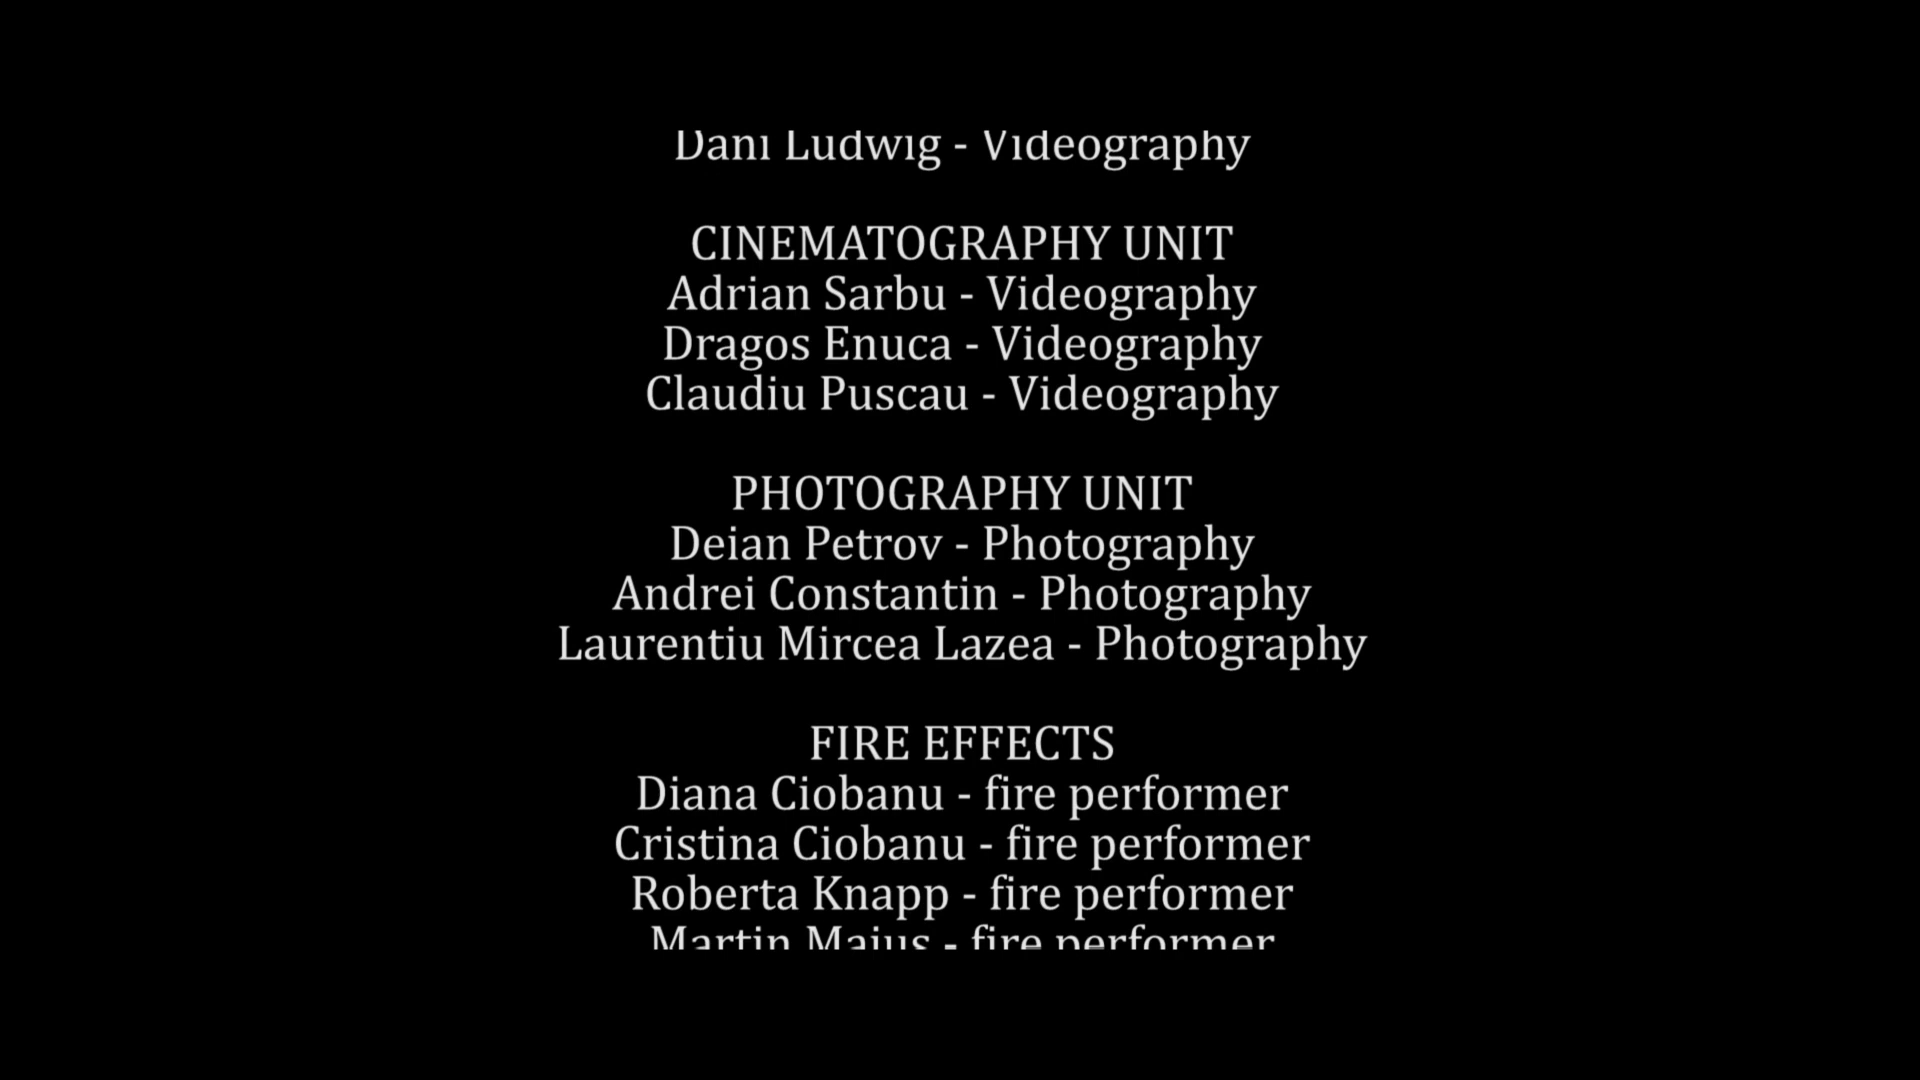 Dani Ludwig - Videography
CINEMATOGRAPHY UNIT
Adrian Sarbu - Videography
Dragos Enuca - Videography
Claudiu Puscau - Videography
PHOTOGRAPHY UNIT
Deian Petrov - Photography
Andrei Constantin - Photography
Laurentiu Mircea Lazea - Photography
FIRE EFFECTS
Diana Ciobanu - fire performer
Cristina Ciobanu - fire performer
Roberta Knapp - fire performer
Martin - fire performer